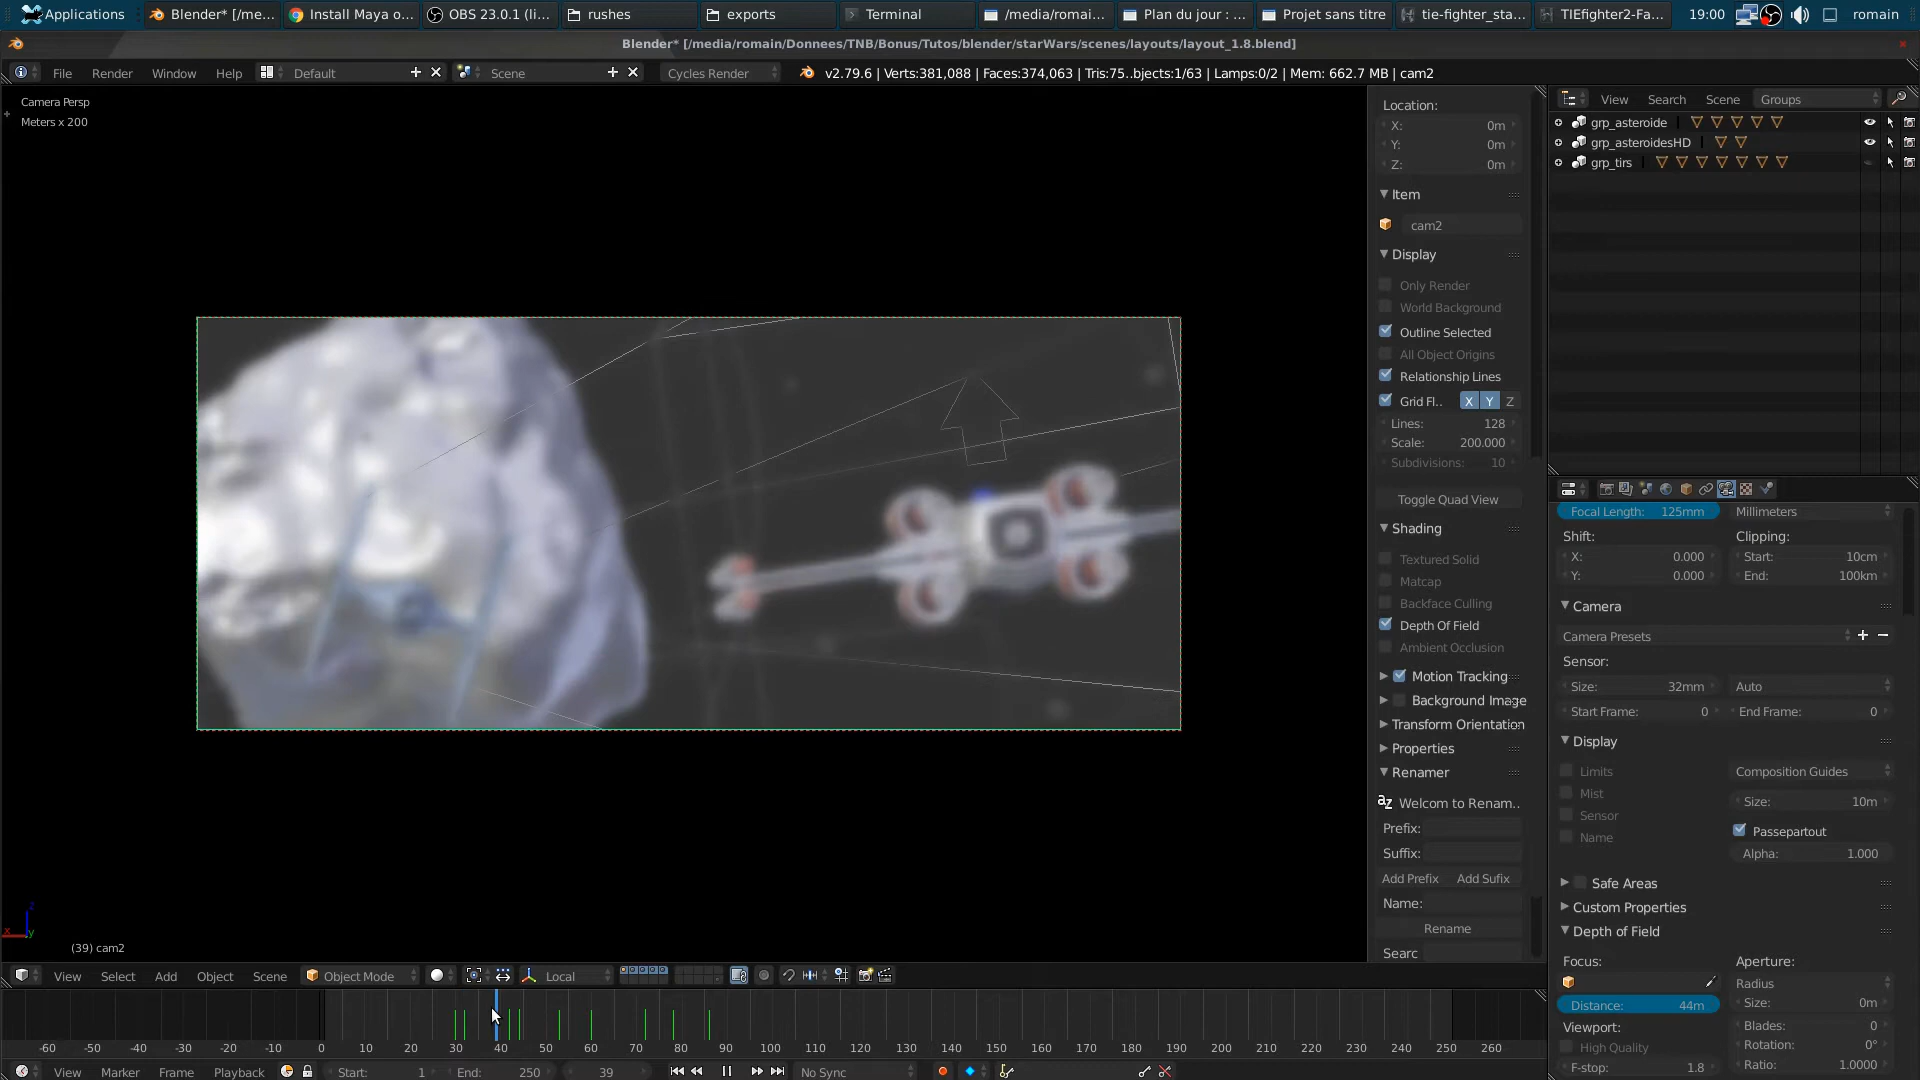 Applications
Blender* [/me...
Install Maya o...
OBS 23.0.1 (li...
rushes
exports
Terminal
/media/romai...
Plan du jour : ...
Projet sans titre
tie-fighter_sta...
TIEfighter2-Fa...
19:00
romain
Blender* [/media/romain/Donnees/TNB/Bonus/Tutos/blender/starWars/scenes/layouts/layout_1.8.blend]
File
Render
Window
Help
Default
Scene
Cycles Render
v2.79.6 | Verts:381,088 | Faces:374,063 | Tris:75..bjects:1/63 | Lamps:0/2 | Mem: 662.7 MB | cam2
Camera Persp
Meters x 200
(39) cam2
Location:
X: 0m
Y: 0m
Z: 0m
Item
cam2
Display
Only Render
World Background
Outline Selected
All Object Origins
Relationship Lines
Grid Fl.. X Y Z
Lines: 128
Scale: 200.000
Subdivisions: 10
Toggle Quad View
Shading
Textured Solid
Matcap
Backface Culling
Depth Of Field
Ambient Occlusion
Motion Tracking
Background Image
Transform Orientation
Properties
Renamer
Welcom to Renam..
Prefix:
Suffix:
Add Prefix Add Sufix
Name:
Rename
Searc
View Search Scene Groups
grp_asteroide
grp_asteroidesHD
grp_tirs
Focal Length: 125mm Millimeters
Shift: Clipping:
X: 0.000 Start: 10cm
Y: 0.000 End: 100km
Camera
Camera Presets
Sensor:
Size: 32mm Auto
Start Frame: 0 End Frame: 0
Display
Limits Composition Guides
Mist Size: 10m
Sensor
Name Passepartout
Alpha: 1.000
Safe Areas
Custom Properties
Depth of Field
Focus: Aperture:
Radius
Distance: 44m Size: 0m
Viewport: Blades: 0
High Quality Rotation: 0°
F-stop: 1.8 Ratio: 1.0000
View Select Add Object Scene Object Mode Local
-60 -50 -40 -30 -20 -10 0 10 20 30 40 50 60 70 80 90 100 110 120 130 140 150 160 170 180 190 200 210 220 230 240 250 260
View Marker Frame Playback Start: 1 End: 250 39 No Sync